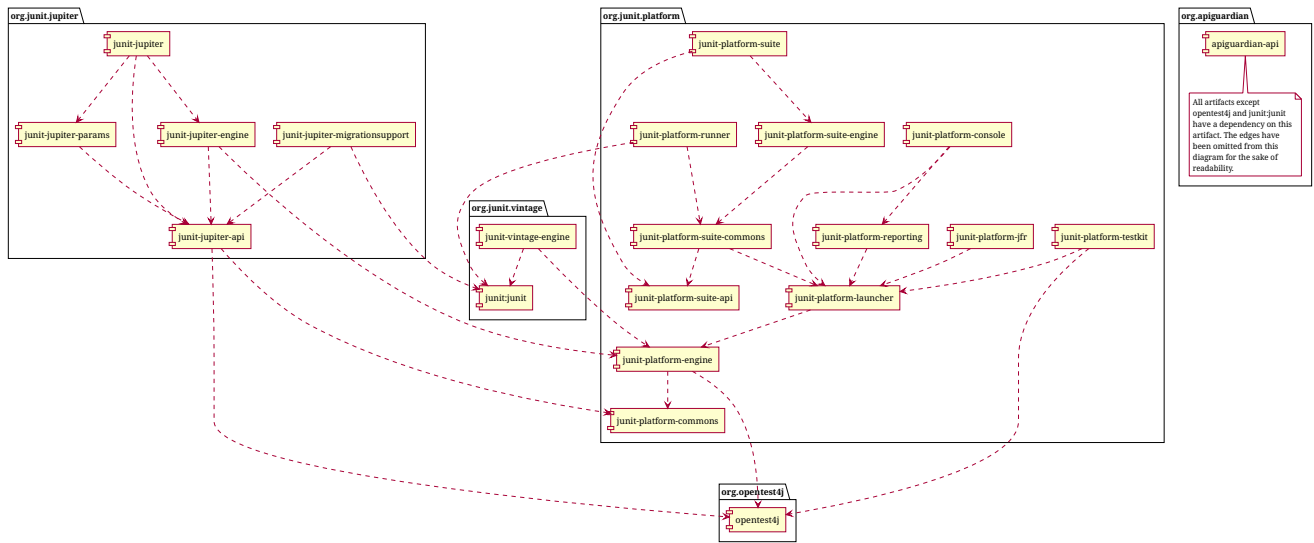 org.junit.jupiter
junit-jupiter
junit-jupiter-params
junit-jupiter-engine
junit-jupiter-migrationsupport
junit-jupiter-api
org.junit.vintage
junit-vintage-engine
junit:junit
org.junit.platform
junit-platform-suite
junit-platform-runner
junit-platform-suite-engine
junit-platform-console
junit-platform-suite-commons
junit-platform-reporting
junit-platform-jfr
junit-platform-testkit
junit-platform-suite-api
junit-platform-launcher
junit-platform-engine
junit-platform-commons
org.opentest4j
opentest4j
org.apiguardian
apiguardian-api
All artifacts except
opentest4j and junit:junit
have a dependency on this
artifact. The edges have
been omitted from this
diagram for the sake of
readability.